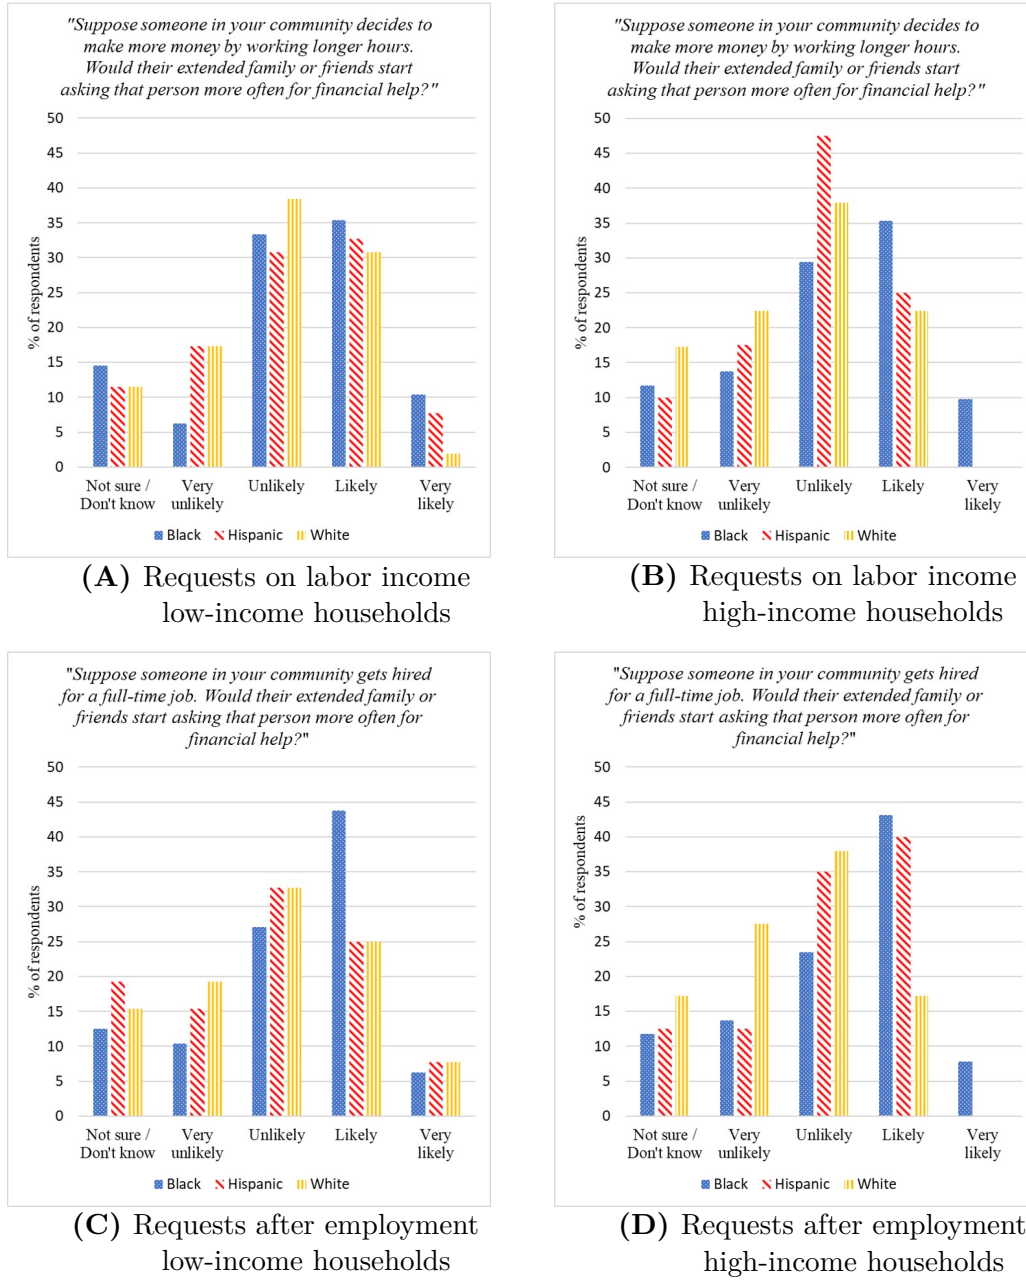 "Suppose someone in your community decides to
make more money by working longer hours.
Would their extended family or friends start
asking that person more often for financial help?"
% of respondents
50
45
40
35
30
25
20
15
10
5
0
Not sure / Very Unlikely Likely Very
Don't know unlikely likely
Black Hispanic White
(A) Requests on labor income
low-income households
"Suppose someone in your community decides to
make more money by working longer hours.
Would their extended family or friends start
asking that person more often for financial help?"
% of respondents
50
45
40
35
30
25
20
15
10
5
0
Not sure / Very Unlikely Likely Very
Don't know unlikely likely
Black Hispanic White
(B) Requests on labor income
high-income households
"Suppose someone in your community gets hired
for a full-time job. Would their extended family or
friends start asking that person more often for
financial help?"
% of respondents
50
45
40
35
30
25
20
15
10
5
0
Not sure / Very Unlikely Likely Very
Don't know unlikely likely
Black Hispanic White
(C) Requests after employment
low-income households
"Suppose someone in your community gets hired
for a full-time job. Would their extended family or
friends start asking that person more often for
financial help?"
% of respondents
50
45
40
35
30
25
20
15
10
5
0
Not sure / Very Unlikely Likely Very
Don't know unlikely likely
Black Hispanic White
(D) Requests after employment
high-income households